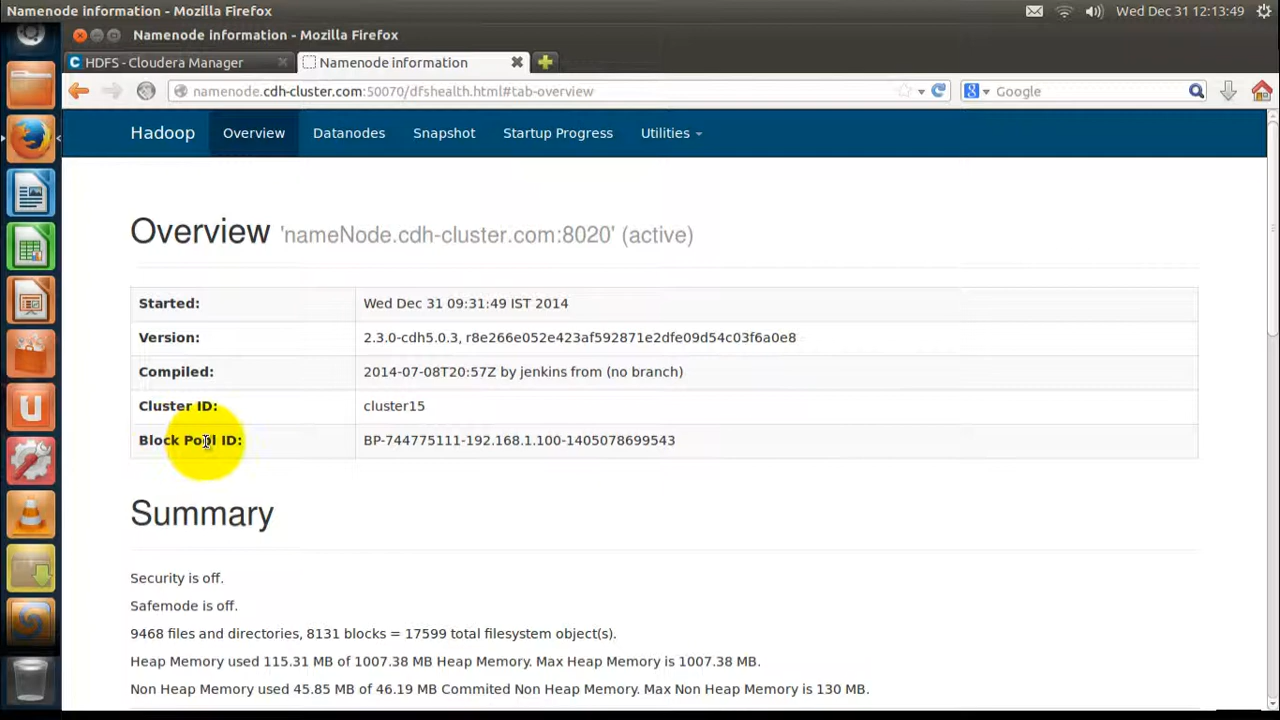 Namenode information - Mozilla Firefox
Wed Dec 31 12:13:49
Namenode information - Mozilla Firefox
HDFS - Cloudera Manager
Namenode information
namenode.cdh-cluster.com:50070/dfshealth.html#tab-overview
Google
Hadoop Overview Datanodes Snapshot Startup Progress Utilities
Overview 'nameNode.cdh-cluster.com:8020' (active)
Started: Wed Dec 31 09:31:49 IST 2014
Version: 2.3.0-cdh5.0.3, r8e266e052e423af592871e2dfe09d54c03f6a0e8
Compiled: 2014-07-08T20:57Z by jenkins from (no branch)
Cluster ID: cluster15
Block Pool ID: BP-744775111-192.168.1.100-1405078699543
Summary
Security is off.
Safemode is off.
9468 files and directories, 8131 blocks = 17599 total filesystem object(s).
Heap Memory used 115.31 MB of 1007.38 MB Heap Memory. Max Heap Memory is 1007.38 MB.
Non Heap Memory used 45.85 MB of 46.19 MB Commited Non Heap Memory. Max Non Heap Memory is 130 MB.